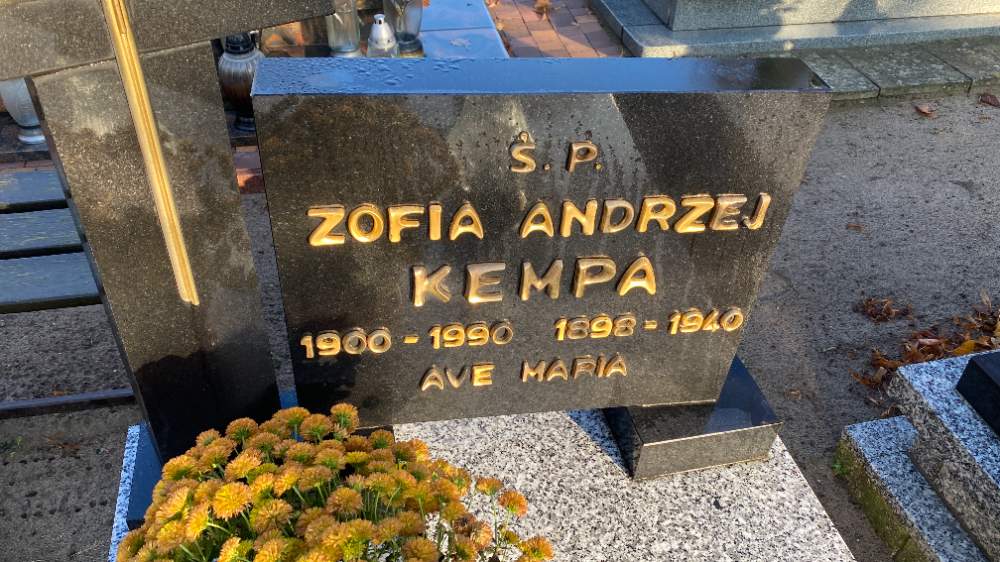 Ś. P.
ZOFIA ANDRZEJ
KEMPA
1900 - 1990 1898 - 1940
AVE MARIA